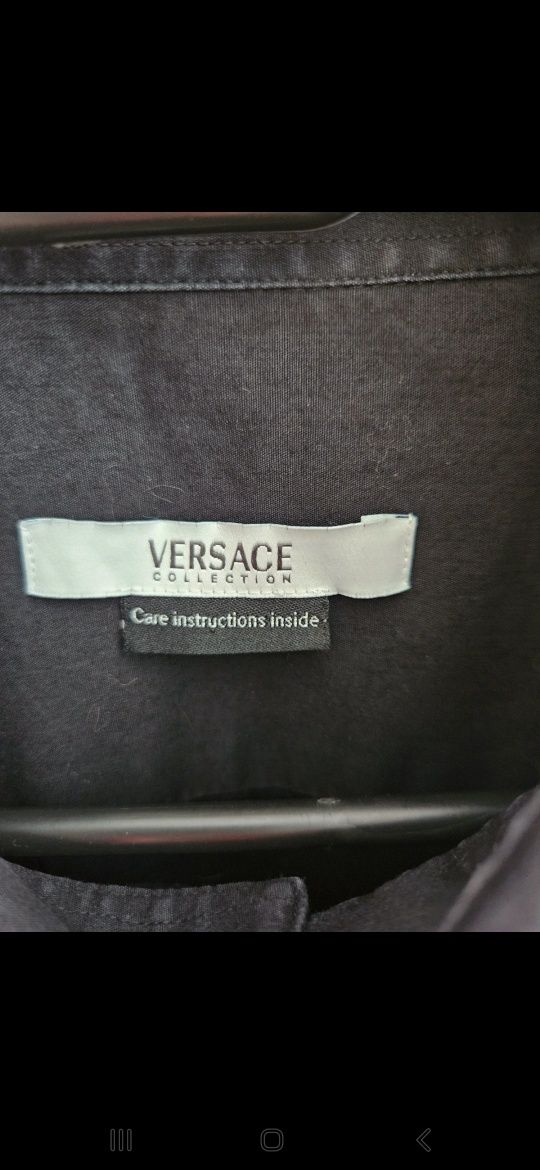 VERSACE
COLLECTION
Care instructions inside